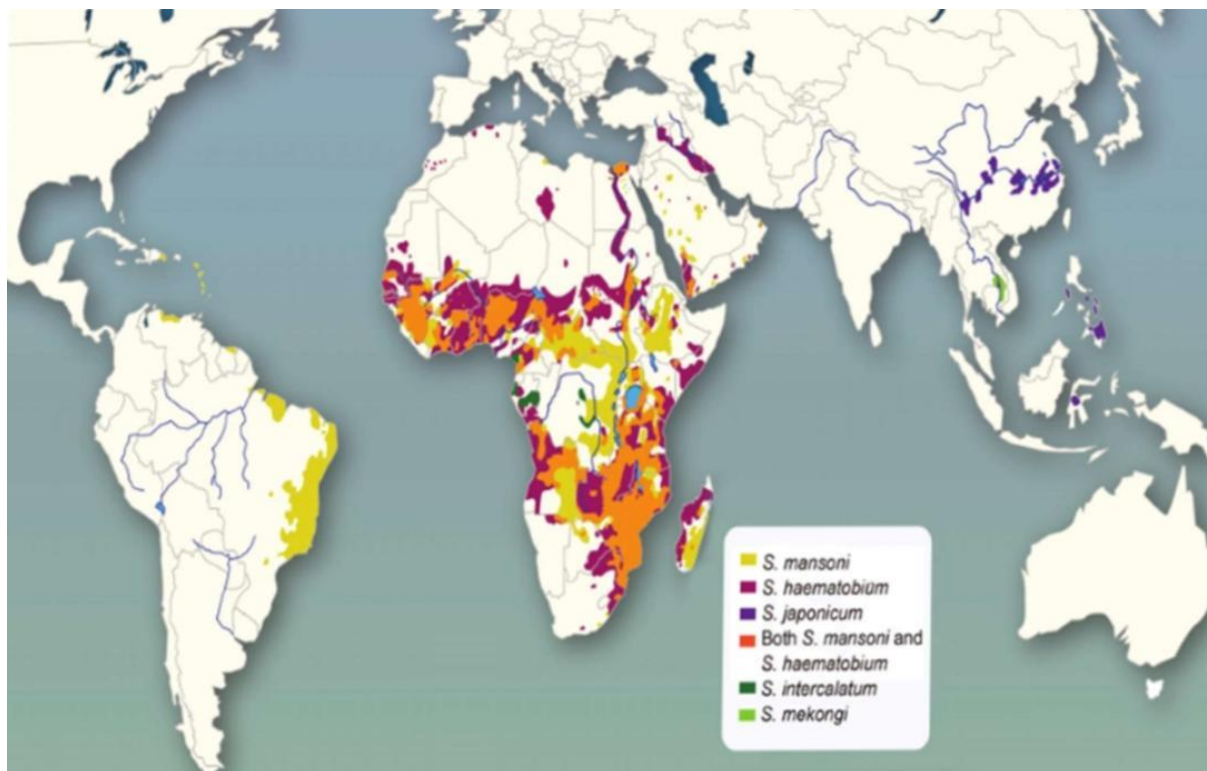 S. mansoni
S. haematobium
S. japonicum
Both S. mansoni and
S. haematobium
S. intercalatum
S. mekongi